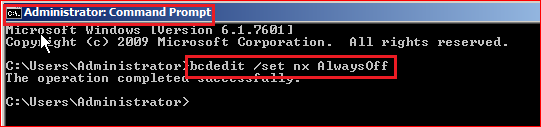 Administrator: Command Prompt
Microsoft Windows [Version 6.1.7601]
Copyright (c) 2009 Microsoft Corporation.  All rights reserved.
C:\Users\Administrator>bcdedit /set nx AlwaysOff
The operation completed successfully.
C:\Users\Administrator>